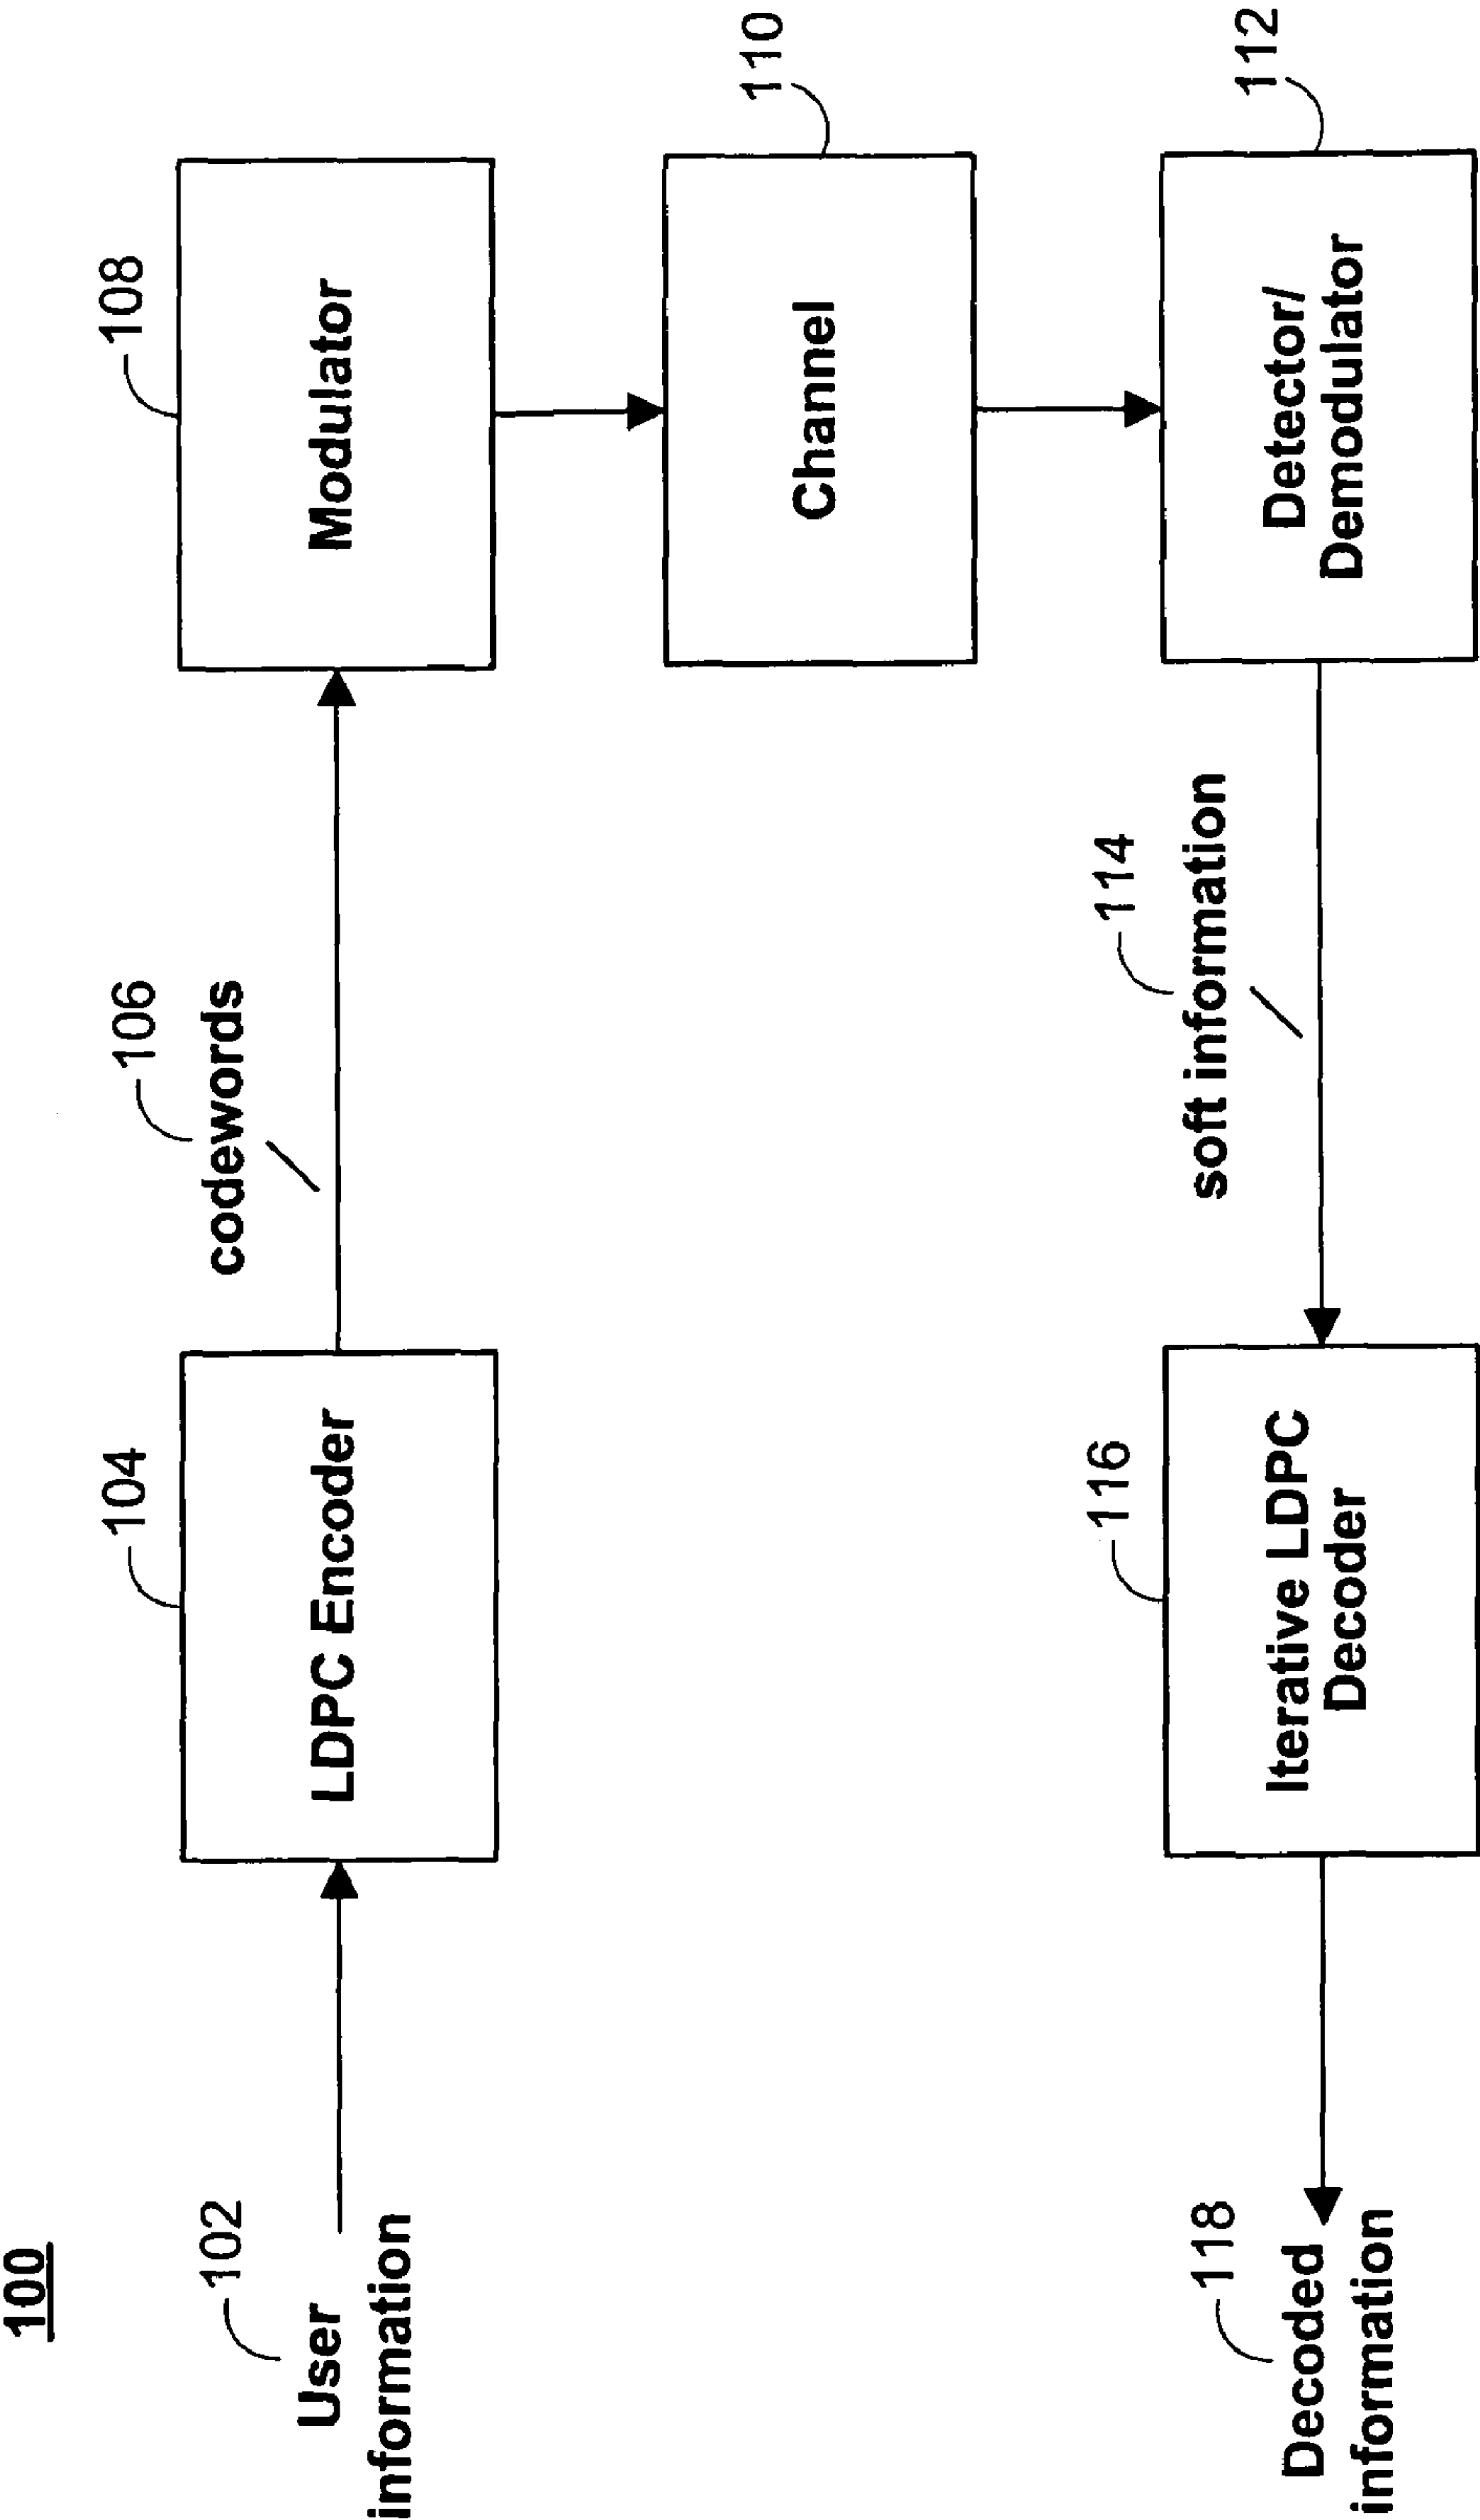 100
102
User
information
104
LDPC Encoder
106
codewords
108
Modulator
110
Channel
112
Detector/
Demodulator
114
soft information
116
Iterative LDPC
Decoder
118
Decoded
information